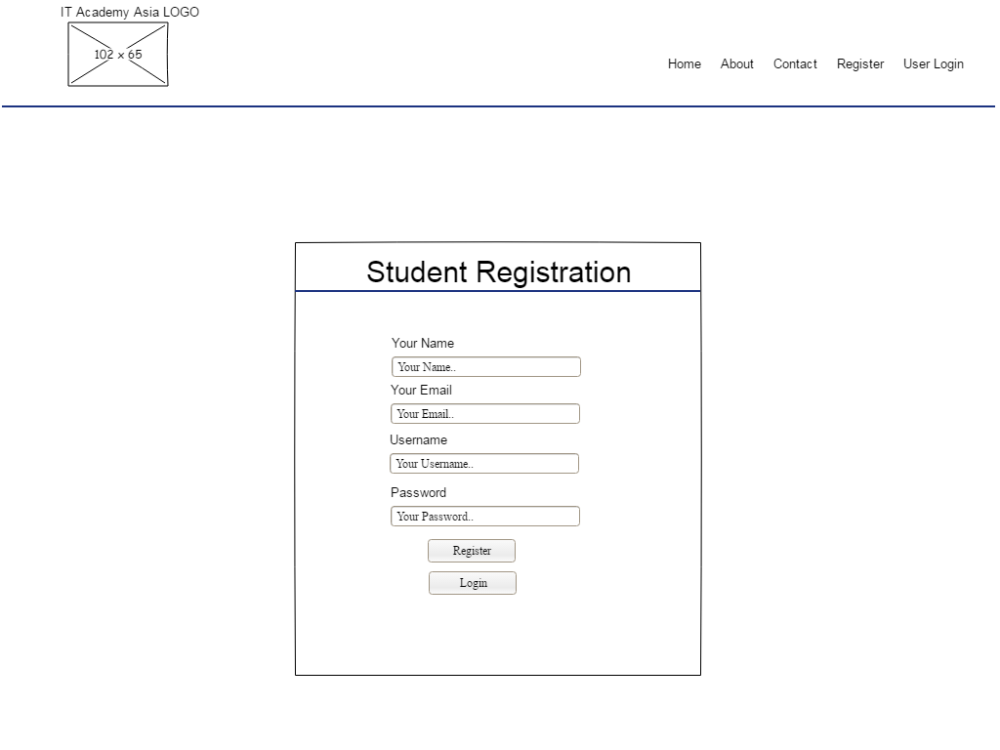 IT Academy Asia LOGO
102 x 65
Home About Contact Register User Login
Student Registration
Your Name
Your Name..
Your Email
Your Email..
Username
Your Username..
Password
Your Password..
Register
Login